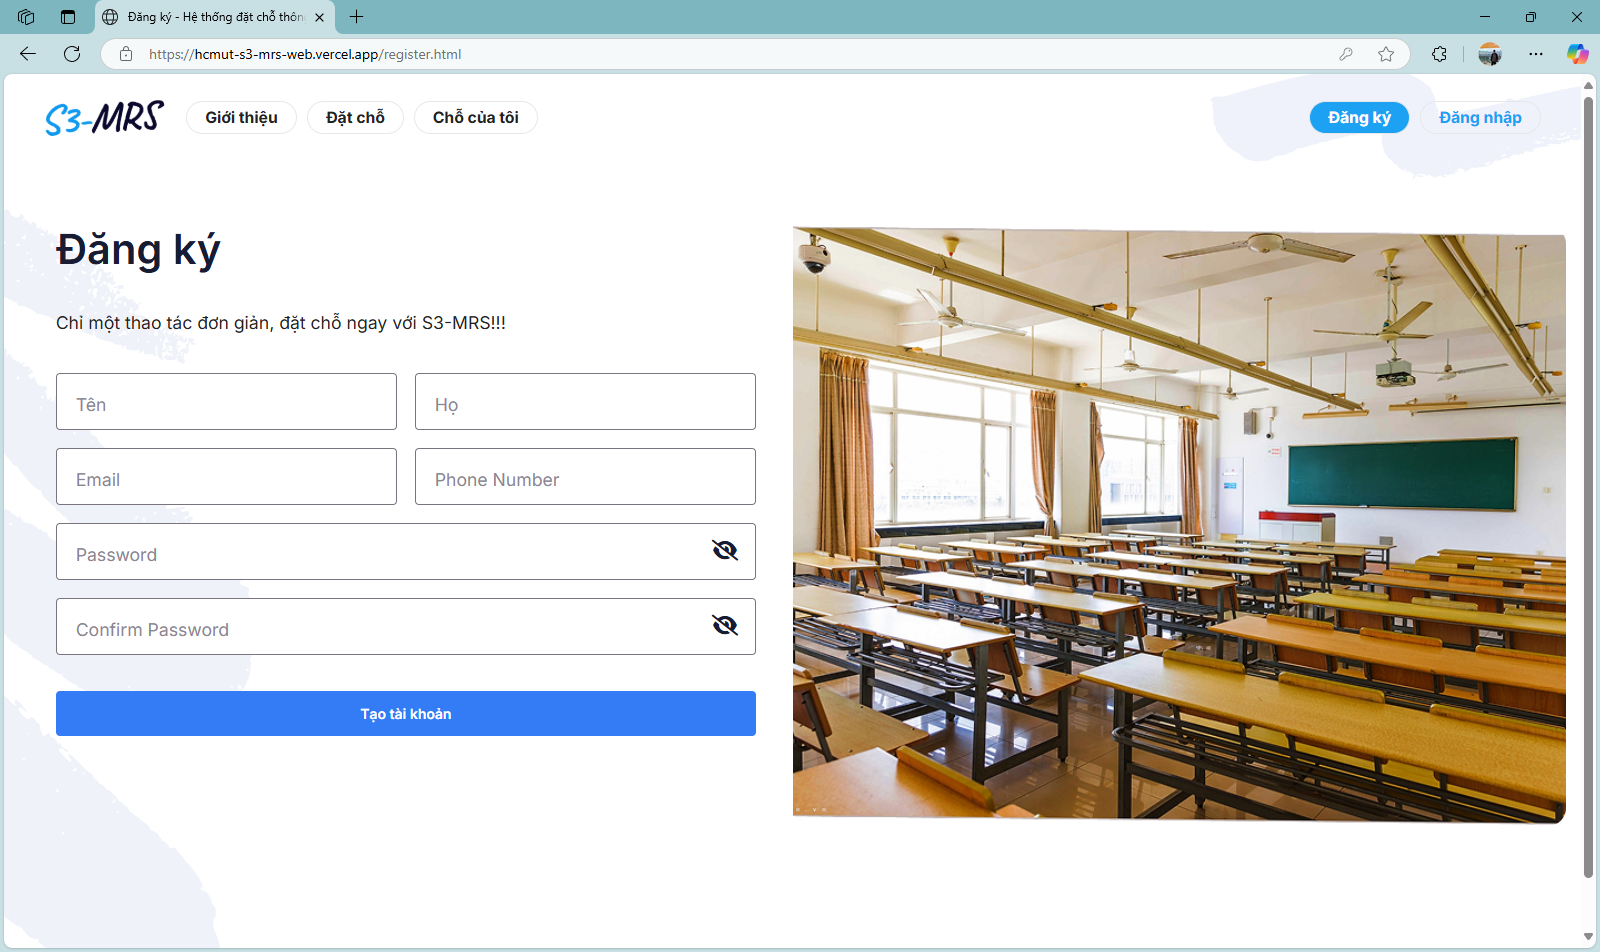 Đăng ký - Hệ thống đặt chỗ thôn
https://hcmut-s3-mrs-web.vercel.app/register.html
S3-MRS
Giới thiệu
Đặt chỗ
Chỗ của tôi
Đăng ký
Đăng nhập
Đăng ký
Chỉ một thao tác đơn giản, đặt chỗ ngay với S3-MRS!!!
Tên
Họ
Email
Phone Number
Password
Confirm Password
Tạo tài khoản